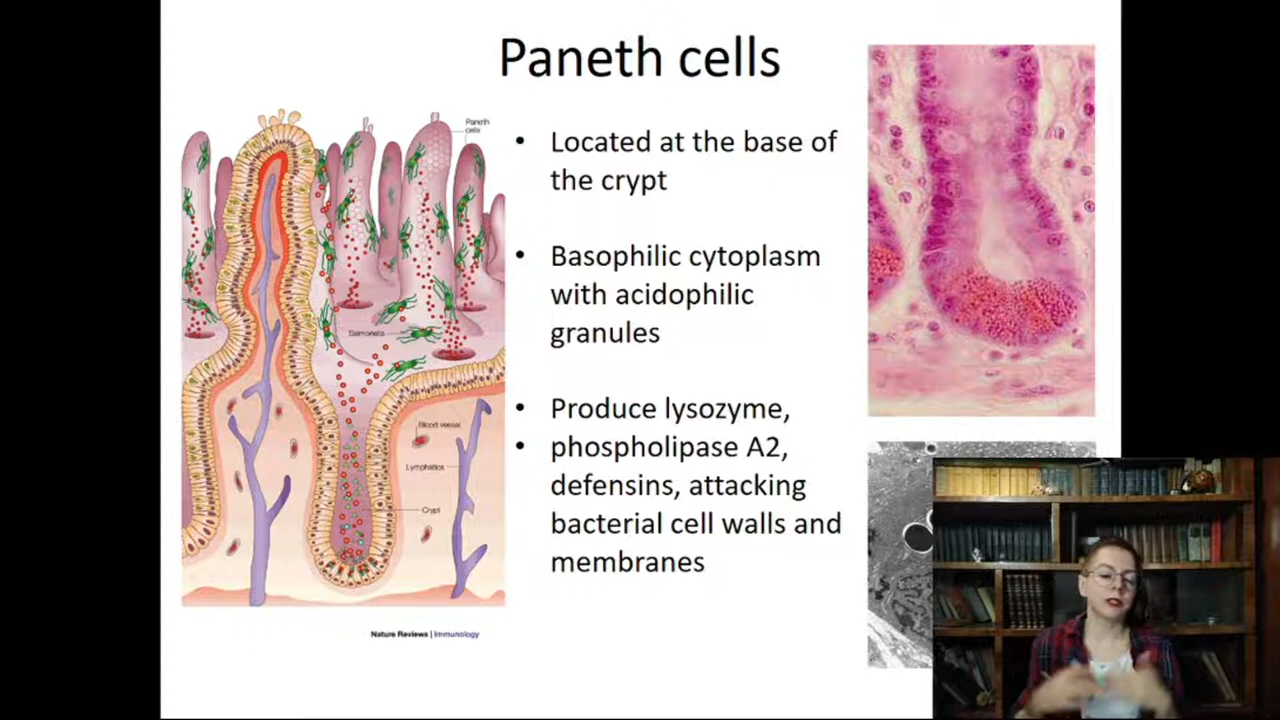 Paneth cells
Paneth
cells
• Located at the base of
the crypt
• Basophilic cytoplasm
with acidophilic
granules
• Produce lysozyme,
• phospholipase A2,
defensins, attacking
bacterial cell walls and
membranes
Salmonella
Blood vessel
Lymphatics
Crypt
Nature Reviews | Immunology